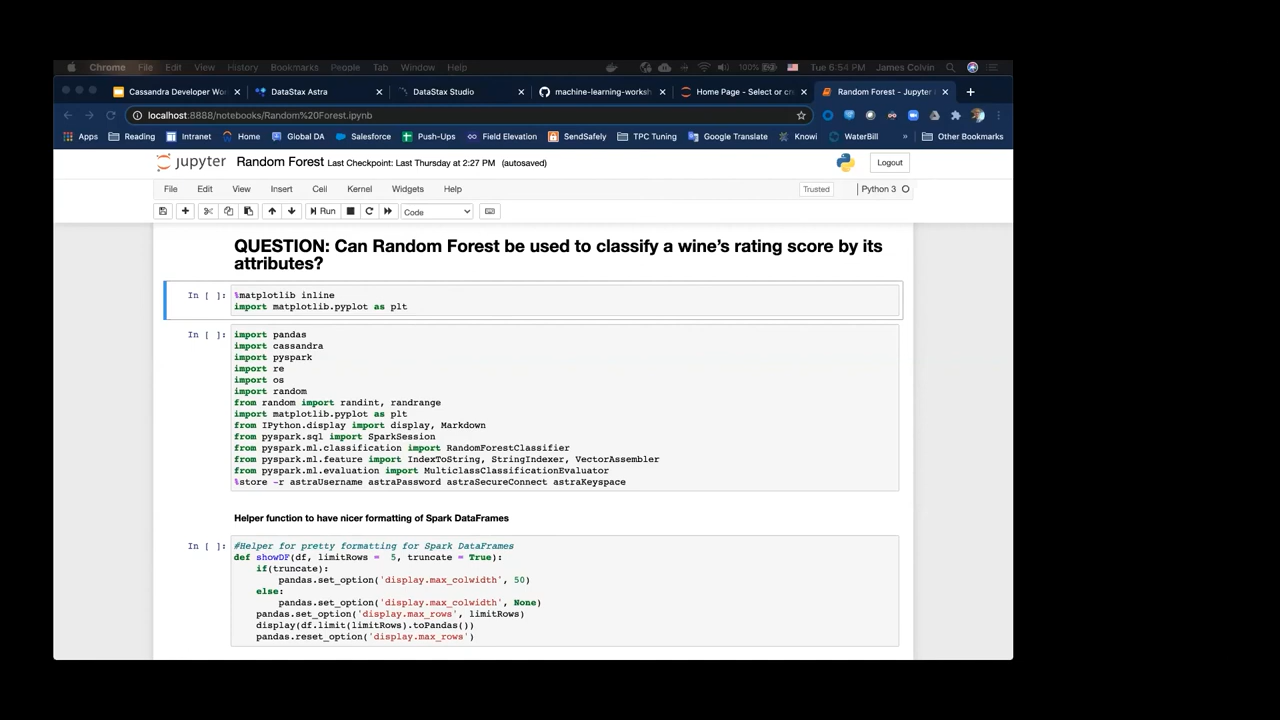 Chrome File Edit View History Bookmarks People Tab Window Help 100% Tue 6:54 PM James Colvin
Cassandra Developer Wor DataStax Astra DataStax Studio machine-learning-worksh Home Page - Select or cre Random Forest - Jupyter
localhost:8888/notebooks/Random%20Forest.ipynb
Apps Reading Intranet Home Global DA Salesforce Push-Ups Field Elevation SendSafely TPC Tuning Google Translate Knowi WaterBill » Other Bookmarks
jupyter Random Forest Last Checkpoint: Last Thursday at 2:27 PM (autosaved) Logout
File Edit View Insert Cell Kernel Widgets Help Trusted Python 3
Run Code
QUESTION: Can Random Forest be used to classify a wine's rating score by its
attributes?
In [ ]: %matplotlib inline
import matplotlib.pyplot as plt
In [ ]: import pandas
import cassandra
import pyspark
import re
import os
import random
from random import randint, randrange
import matplotlib.pyplot as plt
from IPython.display import display, Markdown
from pyspark.sql import SparkSession
from pyspark.ml.classification import RandomForestClassifier
from pyspark.ml.feature import IndexToString, StringIndexer, VectorAssembler
from pyspark.ml.evaluation import MulticlassClassificationEvaluator
%store -r astraUsername astraPassword astraSecureConnect astraKeyspace
Helper function to have nicer formatting of Spark DataFrames
In [ ]: #Helper for pretty formatting for Spark DataFrames
def showDF(df, limitRows = 5, truncate = True):
if(truncate):
pandas.set_option('display.max_colwidth', 50)
else:
pandas.set_option('display.max_colwidth', None)
pandas.set_option('display.max_rows', limitRows)
display(df.limit(limitRows).toPandas())
pandas.reset_option('display.max_rows')